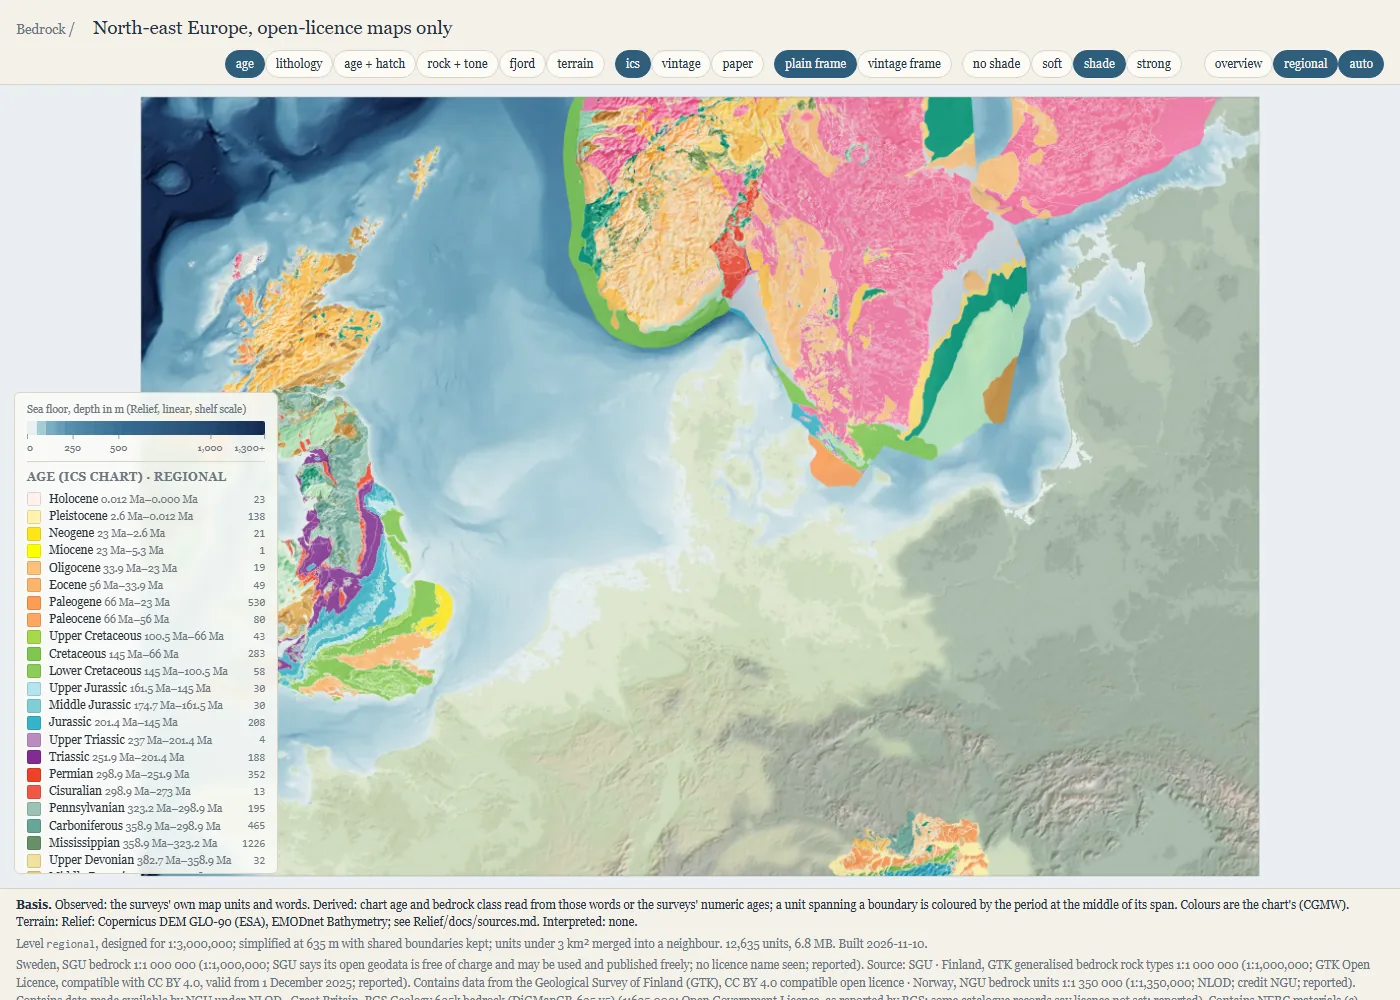 Bedrock / North-east Europe, open-licence maps only
age lithology age + hatch rock + tone fjord terrain ics vintage paper plain frame vintage frame no shade soft shade strong overview regional auto
Sea floor, depth in m (Relief, linear, shelf scale)
0 250 500 1,000 1,300+
AGE (ICS CHART) · REGIONAL
Holocene 0.012 Ma–0.000 Ma 23
Pleistocene 2.6 Ma–0.012 Ma 138
Neogene 23 Ma–2.6 Ma 21
Miocene 23 Ma–5.3 Ma 1
Oligocene 33.9 Ma–23 Ma 19
Eocene 56 Ma–33.9 Ma 49
Paleogene 66 Ma–23 Ma 530
Paleocene 66 Ma–56 Ma 80
Upper Cretaceous 100.5 Ma–66 Ma 43
Cretaceous 145 Ma–66 Ma 283
Lower Cretaceous 145 Ma–100.5 Ma 58
Upper Jurassic 161.5 Ma–145 Ma 30
Middle Jurassic 174.7 Ma–161.5 Ma 30
Jurassic 201.4 Ma–145 Ma 208
Upper Triassic 237 Ma–201.4 Ma 4
Triassic 251.9 Ma–201.4 Ma 188
Permian 298.9 Ma–251.9 Ma 352
Cisuralian 298.9 Ma–273 Ma 13
Pennsylvanian 323.2 Ma–298.9 Ma 195
Carboniferous 358.9 Ma–298.9 Ma 465
Mississippian 358.9 Ma–323.2 Ma 1226
Upper Devonian 382.7 Ma–358.9 Ma 32
Basis. Observed: the surveys' own map units and words. Derived: chart age and bedrock class read from those words or the surveys' numeric ages; a unit spanning a boundary is coloured by the period at the middle of its span. Colours are the chart's (CGMW).
Terrain: Relief: Copernicus DEM GLO-90 (ESA), EMODnet Bathymetry; see Relief/docs/sources.md. Interpreted: none.
Level regional, designed for 1:3,000,000; simplified at 635 m with shared boundaries kept; units under 3 km² merged into a neighbour. 12,635 units, 6.8 MB. Built 2026-11-10.
Sweden, SGU bedrock 1:1 000 000 (1:1,000,000; SGU says its open geodata is free of charge and may be used and published freely; no licence name seen; reported). Source: SGU · Finland, GTK generalised bedrock rock types 1:1 000 000 (1:1,000,000; GTK Open
Licence, compatible with CC BY 4.0, valid from 1 December 2025; reported). Contains data from the Geological Survey of Finland (GTK), CC BY 4.0 compatible open licence · Norway, NGU bedrock units 1:1 350 000 (1:1,350,000; NLOD; credit NGU; reported).